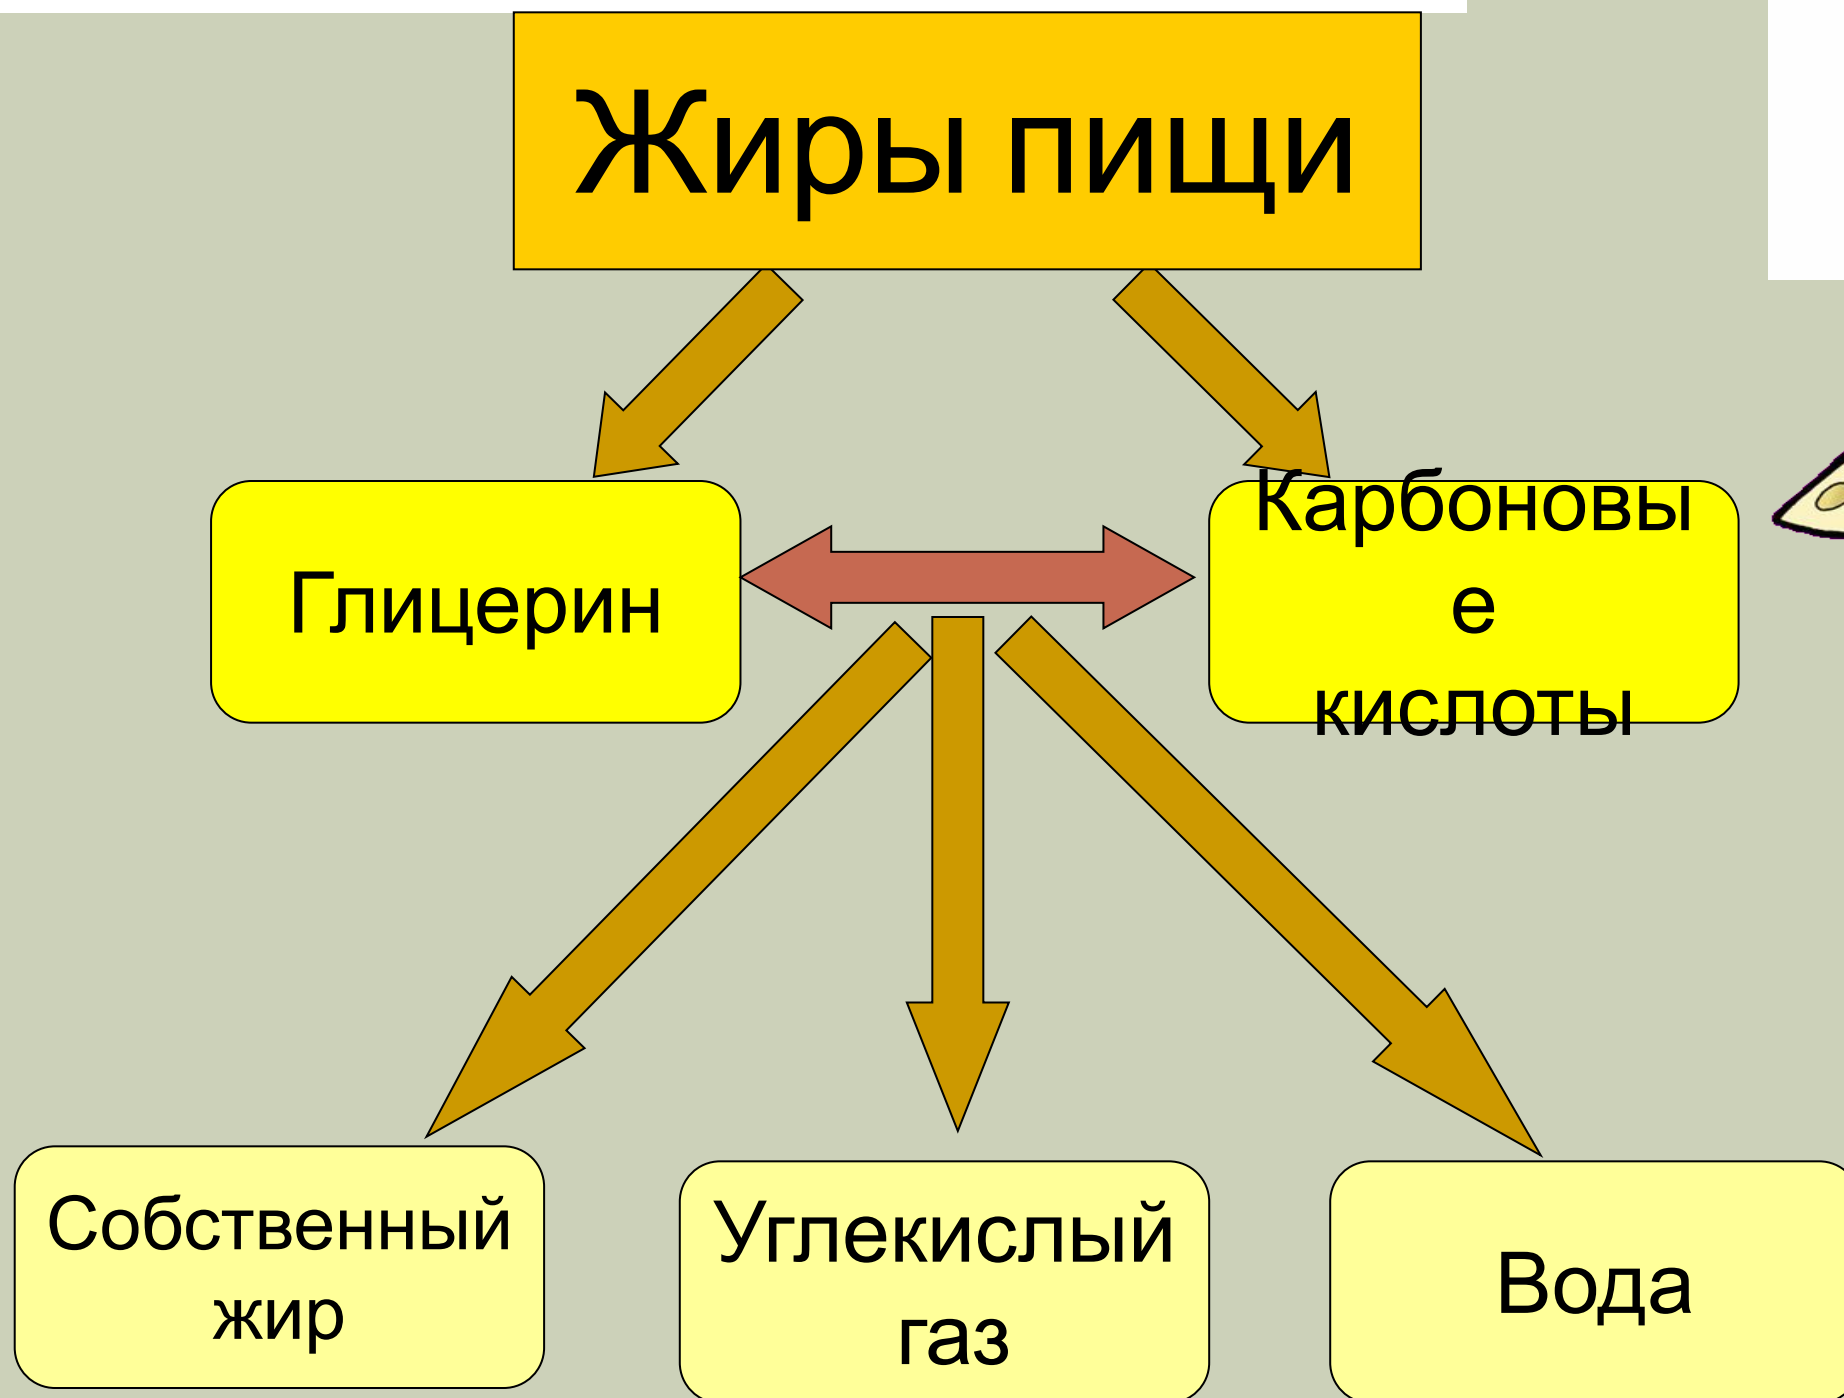 Жиры пищи
Глицерин
Карбоновы
е
кислоты
Собственный
жир
Углекислый
газ
Вода